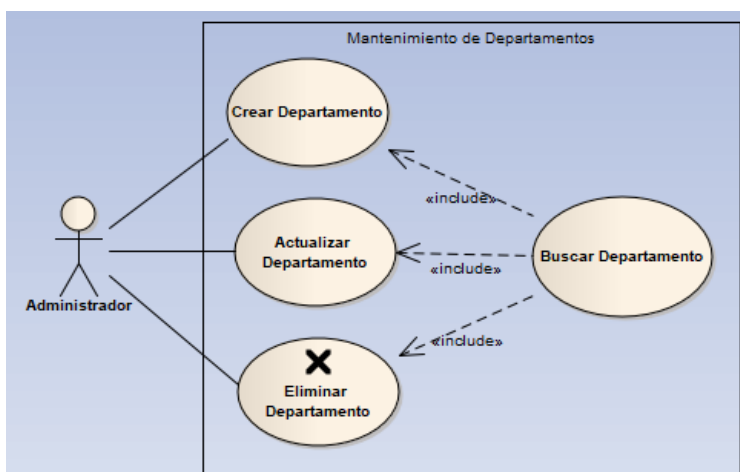 Mantenimiento de Departamentos
Crear Departamento
«include»
Actualizar
Departamento
«include»
Buscar Departamento
Administrador
«include»
Eliminar
Departamento